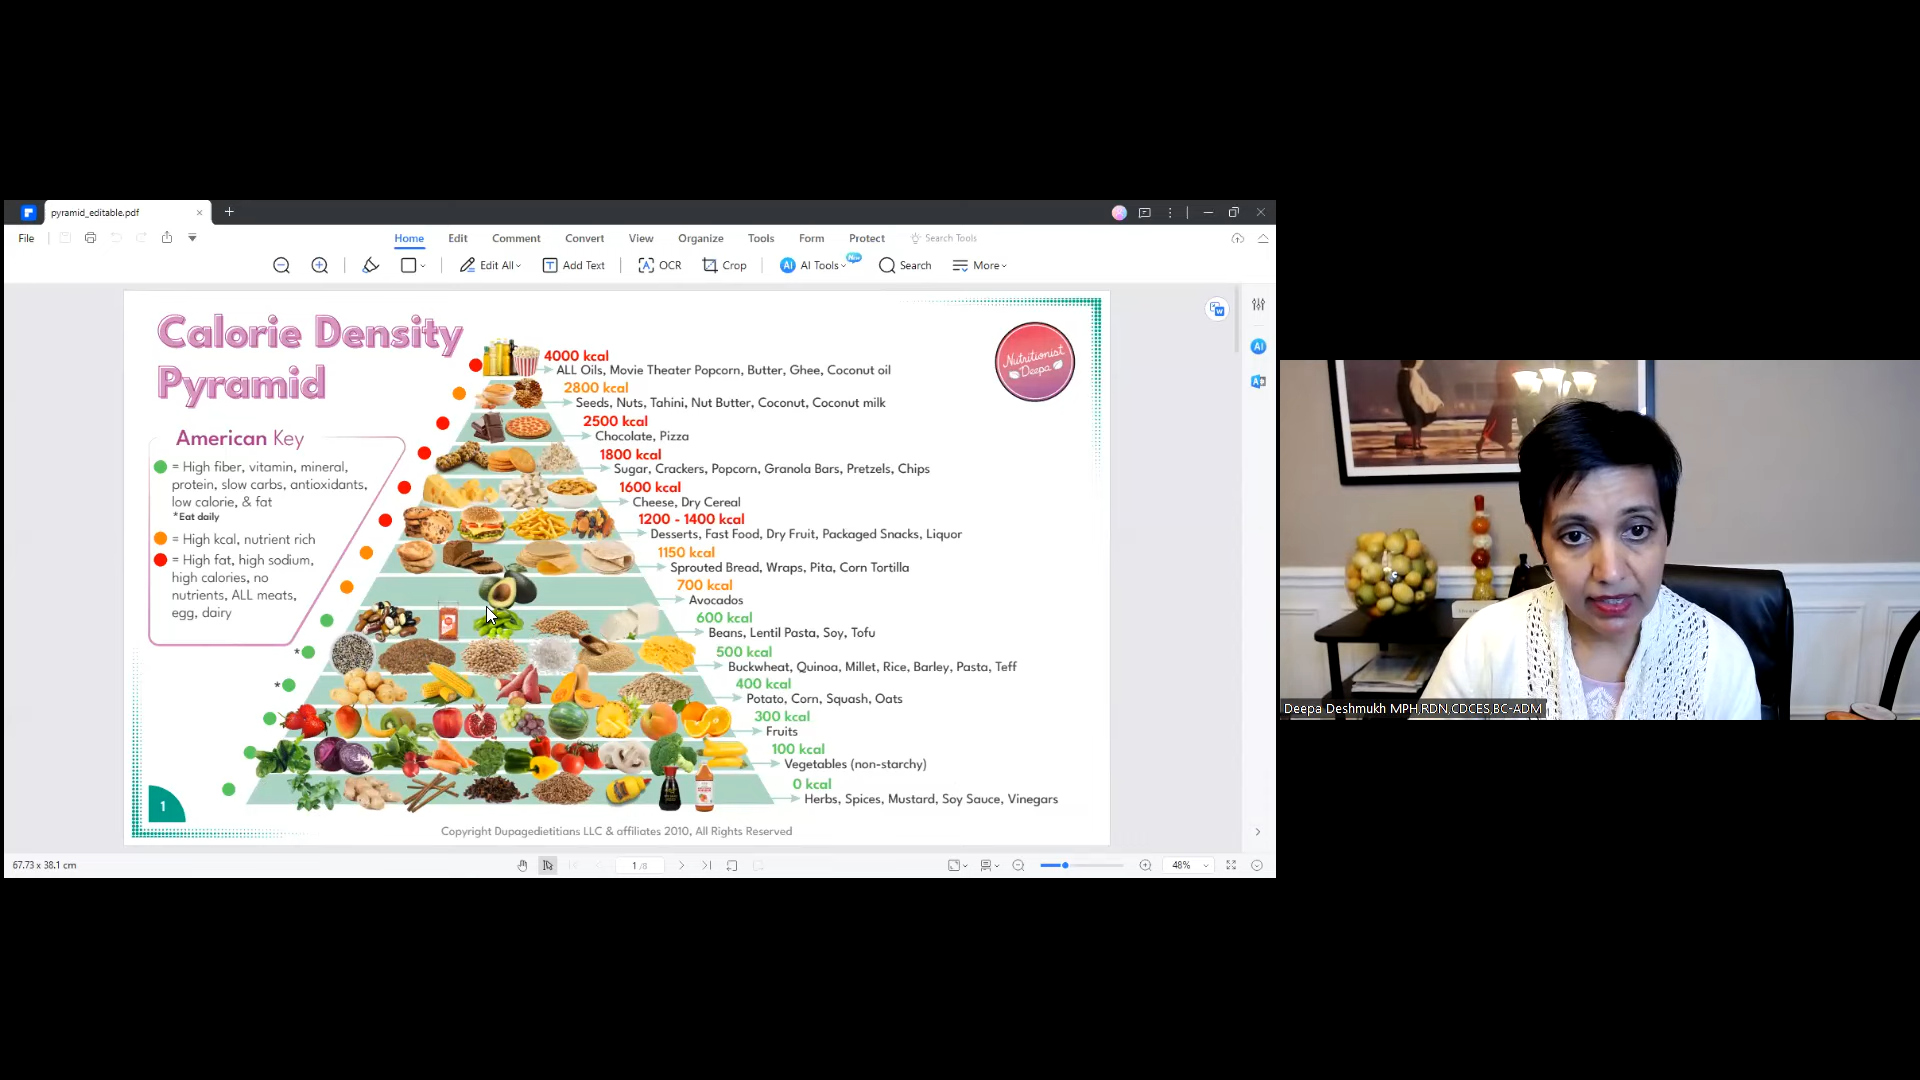 pyramid_editable.pdf
File
Home Edit Comment Convert View Organize Tools Form Protect Search Tools
Edit All Add Text OCR Crop AI Tools New Search More
Calorie Density
Pyramid
Nutritionist
Deepa
American Key
= High fiber, vitamin, mineral,
protein, slow carbs, antioxidants,
low calorie, & fat
*Eat daily
= High kcal, nutrient rich
= High fat, high sodium,
high calories, no
nutrients, ALL meats,
egg, dairy
4000 kcal
ALL Oils, Movie Theater Popcorn, Butter, Ghee, Coconut oil
2800 kcal
Seeds, Nuts, Tahini, Nut Butter, Coconut, Coconut milk
2500 kcal
Chocolate, Pizza
1800 kcal
Sugar, Crackers, Popcorn, Granola Bars, Pretzels, Chips
1600 kcal
Cheese, Dry Cereal
1200 - 1400 kcal
Desserts, Fast Food, Dry Fruit, Packaged Snacks, Liquor
1150 kcal
Sprouted Bread, Wraps, Pita, Corn Tortilla
700 kcal
Avocados
600 kcal
Beans, Lentil Pasta, Soy, Tofu
*
500 kcal
Buckwheat, Quinoa, Millet, Rice, Barley, Pasta, Teff
*
400 kcal
Potato, Corn, Squash, Oats
300 kcal
Fruits
100 kcal
Vegetables (non-starchy)
0 kcal
Herbs, Spices, Mustard, Soy Sauce, Vinegars
1
Copyright Dupagedietitians LLC & affiliates 2010, All Rights Reserved
67.73 x 38.1 cm
1 /8
48%
AI
Deepa Deshmukh MPH,RDN,CDCES,BC-ADM